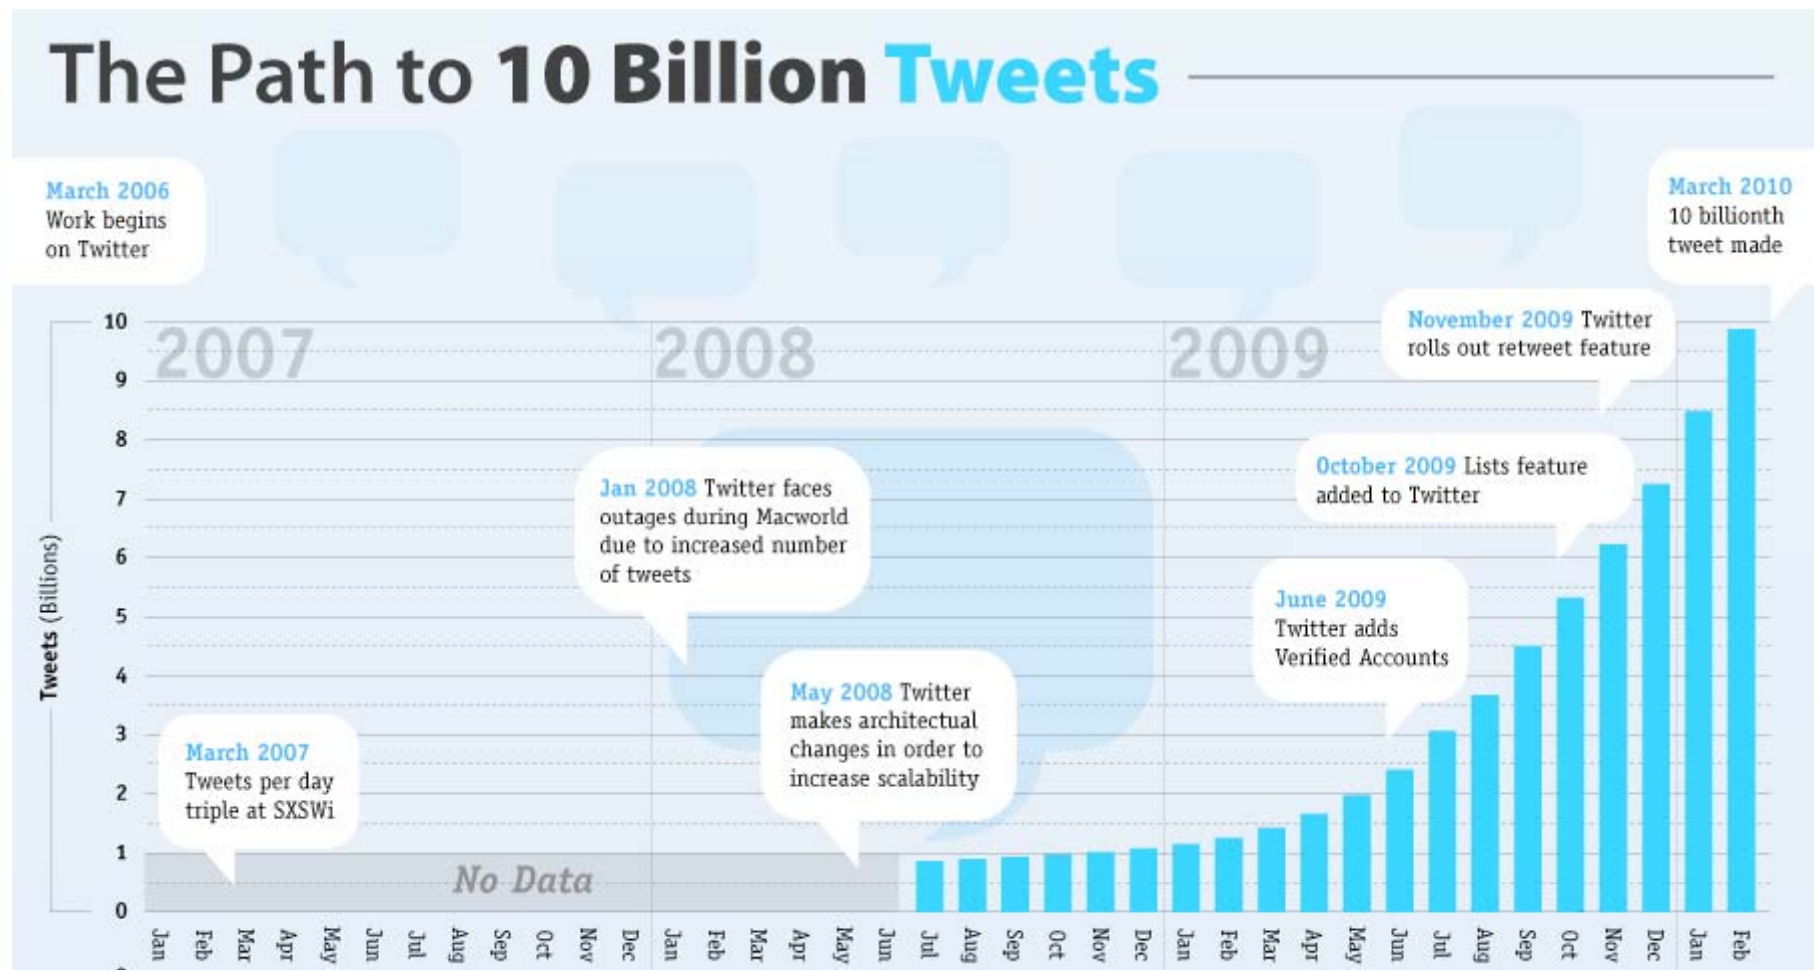 The Path to 10 Billion Tweets
March 2006
Work begins
on Twitter
March 2010
10 billionth
tweet made
2007
2008
2009
November 2009 Twitter
rolls out retweet feature
October 2009 Lists feature
added to Twitter
Jan 2008 Twitter faces
outages during Macworld
due to increased number
of tweets
June 2009
Twitter adds
Verified Accounts
May 2008 Twitter
makes architectual
changes in order to
increase scalability
March 2007
Tweets per day
triple at SXSWi
No Data
Tweets (Billions)
10
9
8
7
6
5
4
3
2
1
0
Jan Feb Mar Apr May Jun Jul Aug Sep Oct Nov Dec Jan Feb Mar Apr May Jun Jul Aug Sep Oct Nov Dec Jan Feb Mar Apr May Jun Jul Aug Sep Oct Nov Dec Jan Feb